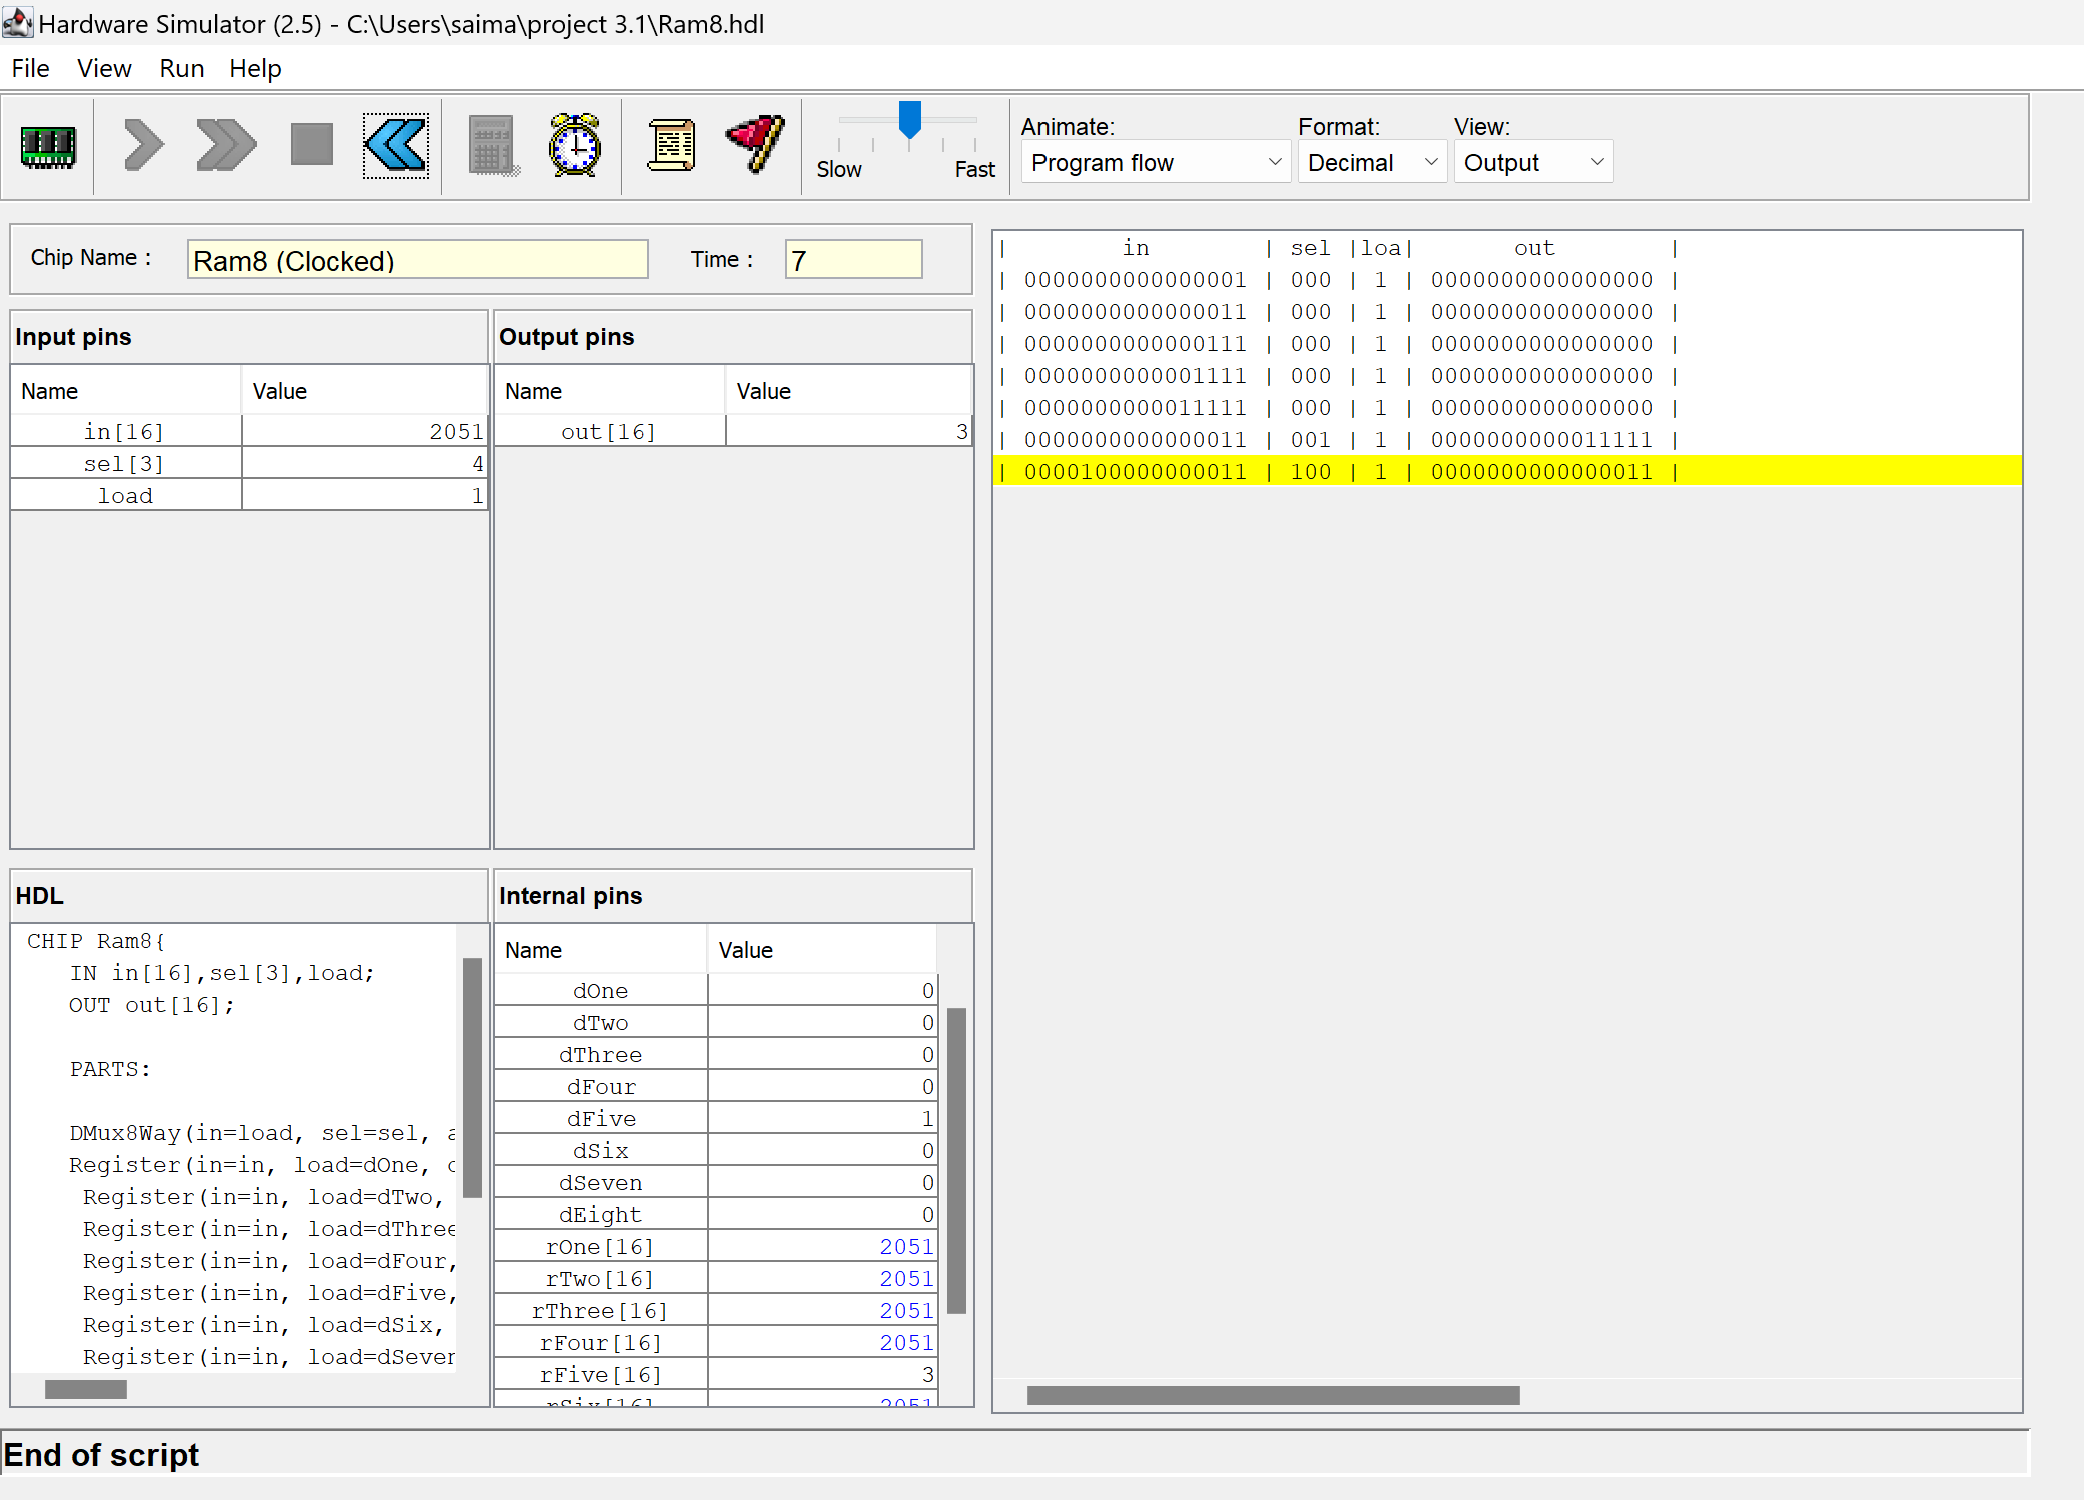 Hardware Simulator (2.5) - C:\Users\saima\project 3.1\Ram8.hdl
File View Run Help
Slow Fast
Animate: Format: View:
Program flow Decimal Output
Chip Name : Ram8 (Clocked) Time : 7
Input pins
Name Value
in[16] 2051
sel[3] 4
load 1
Output pins
Name Value
out[16] 3
HDL
CHIP Ram8{
IN in[16],sel[3],load;
OUT out[16];
PARTS:
DMux8Way(in=load, sel=sel, a
Register(in=in, load=dOne, o
Register(in=in, load=dTwo,
Register(in=in, load=dThree
Register(in=in, load=dFour,
Register(in=in, load=dFive,
Register(in=in, load=dSix,
Register(in=in, load=dSeven
Internal pins
Name Value
dOne 0
dTwo 0
dThree 0
dFour 0
dFive 1
dSix 0
dSeven 0
dEight 0
rOne[16] 2051
rTwo[16] 2051
rThree[16] 2051
rFour[16] 2051
rFive[16] 3
rSix[16] 2051
| in | sel |loa| out |
| 0000000000000001 | 000 | 1 | 0000000000000000 |
| 0000000000000011 | 000 | 1 | 0000000000000000 |
| 0000000000000111 | 000 | 1 | 0000000000000000 |
| 0000000000001111 | 000 | 1 | 0000000000000000 |
| 0000000000011111 | 000 | 1 | 0000000000000000 |
| 0000000000000011 | 001 | 1 | 0000000000011111 |
| 0000100000000011 | 100 | 1 | 0000000000000011 |
End of script